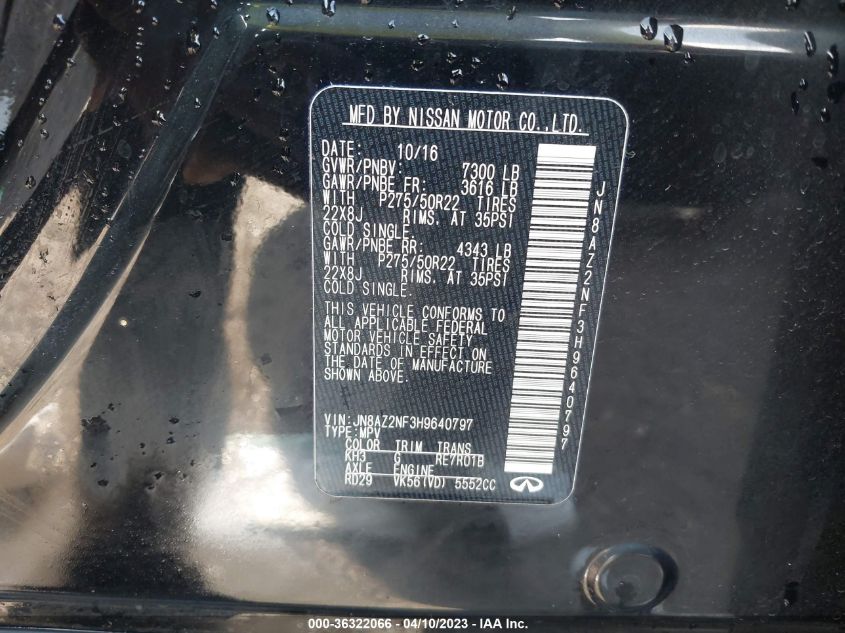 MFD BY NISSAN MOTOR CO.,LTD.
DATE: 10/16
GVWR/PNBV: 7300 LB
GAWR/PNBE FR: 3616 LB
WITH P275/50R22 TIRES
22X8J RIMS, AT 35PSI
COLD SINGLE.
GAWR/PNBE RR: 4343 LB
WITH P275/50R22 TIRES
22X8J RIMS, AT 35PSI
COLD SINGLE.
THIS VEHICLE CONFORMS TO
ALL APPLICABLE FEDERAL
MOTOR VEHICLE SAFETY
STANDARDS IN EFFECT ON
THE DATE OF MANUFACTURE
SHOWN ABOVE.
VIN:JN8AZ2NF3H9640797
TYPE:MPV
COLOR TRIM TRANS
KH3 G RE7R01B
AXLE ENGINE
RD29 VK56(VD) 5552CC
JN8AZ2NF3H9640797
000-36322066 - 04/10/2023 - IAA Inc.